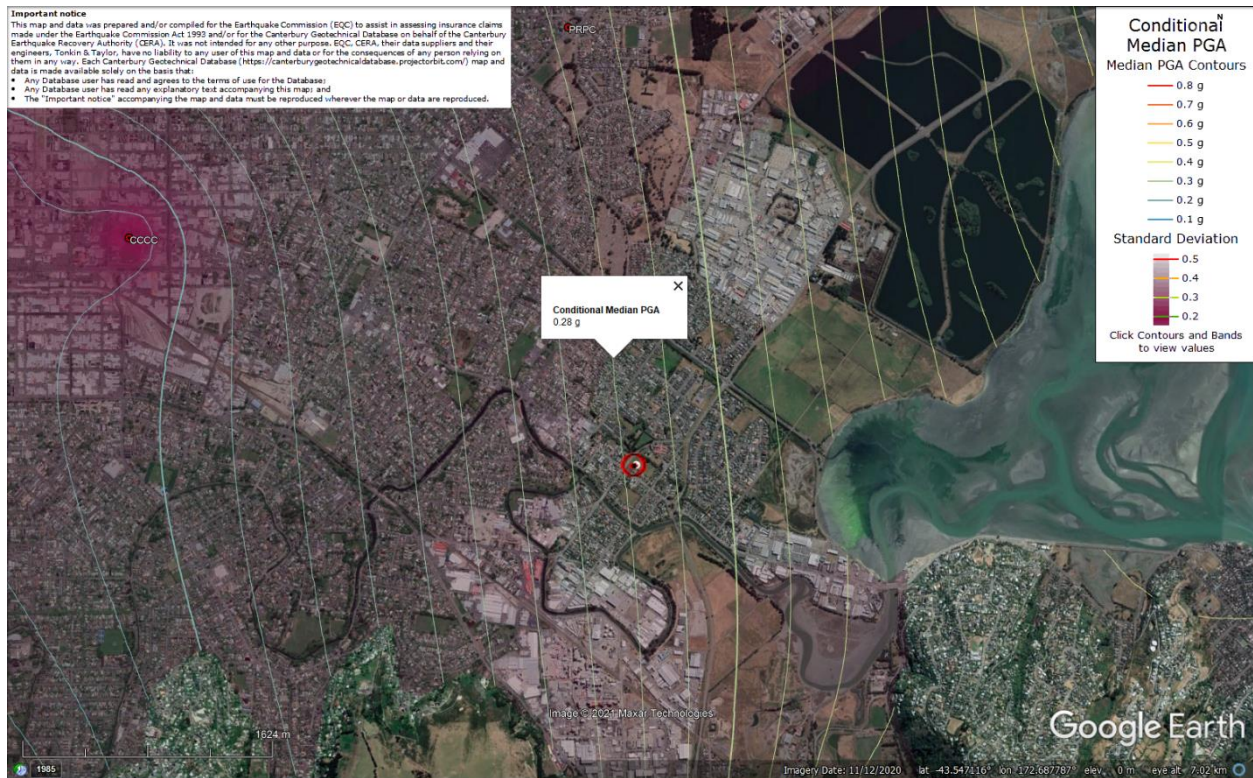 Important notice
This map and data was prepared and/or compiled for the Earthquake Commission (EQC) to assist in assessing insurance claims
made under the Earthquake Commission Act 1993 and/or for the Canterbury Geotechnical Database on behalf of the Canterbury
Earthquake Recovery Authority (CERA). It was not intended for any other purpose. EQC, CERA, their data suppliers and their
engineers, Tonkin & Taylor, have no liability to any user of this map and data or for the consequences of any person relying on
them in any way. Each Canterbury Geotechnical Database (https://canterburygeotechnicaldatabase.projectorbit.com/) map and
data is made available solely on the basis that:
• Any Database user has read and agrees to the terms of use for the Database;
• Any Database user has read any explanatory text accompanying this map; and
• The "Important notice" accompanying the map and data must be reproduced wherever the map or data are reproduced.
PRPC
CCCC
Conditional Median PGA
0.28 g
N
Conditional
Median PGA
Median PGA Contours
0.8 g
0.7 g
0.6 g
0.5 g
0.4 g
0.3 g
0.2 g
0.1 g
Standard Deviation
0.5
0.4
0.3
0.2
Click Contours and Bands
to view values
Image © 2021 Maxar Technologies
Google Earth
1624 m
1985
Imagery Date: 11/12/2020 lat -43.547116° lon 172.687787° elev 0 m eye alt 7.02 km